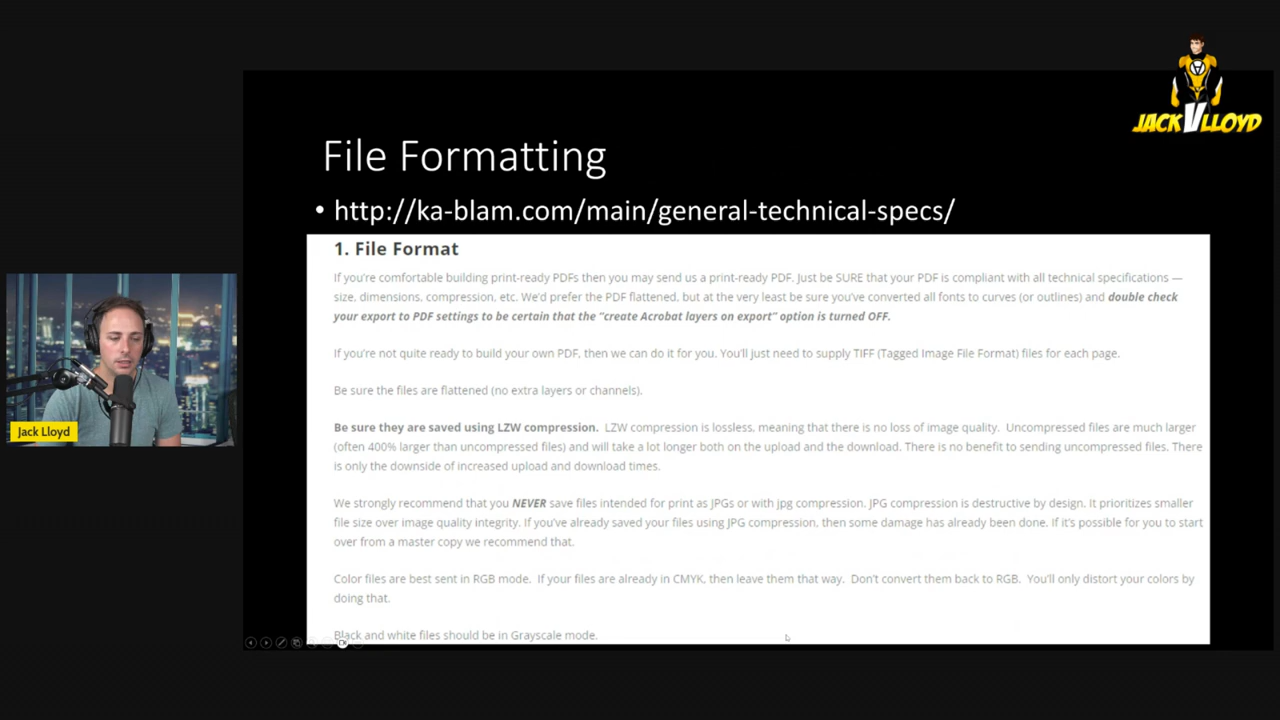 JACK V LLOYD
File Formatting
• http://ka-blam.com/main/general-technical-specs/
1. File Format
If you're comfortable building print-ready PDFs then you may send us a print-ready PDF. Just be SURE that your PDF is compliant with all technical specifications —
size, dimensions, compression, etc. We'd prefer the PDF flattened, but at the very least be sure you've converted all fonts to curves (or outlines) and double check
your export to PDF settings to be certain that the "create Acrobat layers on export" option is turned OFF.
If you're not quite ready to build your own PDF, then we can do it for you. You'll just need to supply TIFF (Tagged Image File Format) files for each page.
Be sure the files are flattened (no extra layers or channels).
Be sure they are saved using LZW compression. LZW compression is lossless, meaning that there is no loss of image quality. Uncompressed files are much larger
(often 400% larger than uncompressed files) and will take a lot longer both on the upload and the download. There is no benefit to sending uncompressed files. There
is only the downside of increased upload and download times.
We strongly recommend that you NEVER save files intended for print as JPGs or with jpg compression. JPG compression is destructive by design. It prioritizes smaller
file size over image quality integrity. If you've already saved your files using JPG compression, then some damage has already been done. If it's possible for you to start
over from a master copy we recommend that.
Color files are best sent in RGB mode. If your files are already in CMYK, then leave them that way. Don't convert them back to RGB. You'll only distort your colors by
doing that.
Black and white files should be in Grayscale mode.
Jack Lloyd